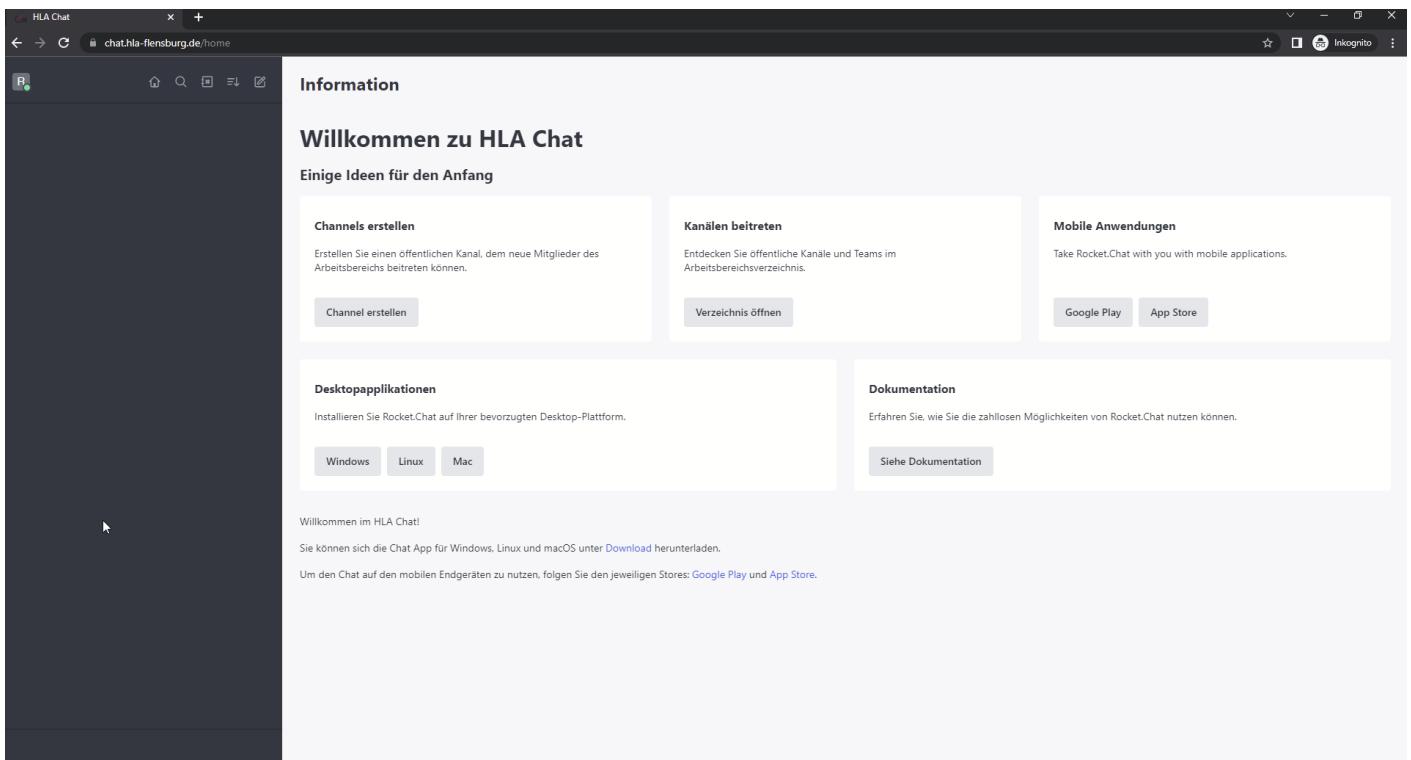 HLA Chat
chat.hla-flensburg.de/home
Inkognito
R
Information
Willkommen zu HLA Chat
Einige Ideen für den Anfang
Channels erstellen
Erstellen Sie einen öffentlichen Kanal, dem neue Mitglieder des
Arbeitsbereichs beitreten können.
Channel erstellen
Kanälen beitreten
Entdecken Sie öffentliche Kanäle und Teams im
Arbeitsbereichsverzeichnis.
Verzeichnis öffnen
Mobile Anwendungen
Take Rocket.Chat with you with mobile applications.
Google Play App Store
Desktopapplikationen
Installieren Sie Rocket.Chat auf Ihrer bevorzugten Desktop-Plattform.
Windows Linux Mac
Dokumentation
Erfahren Sie, wie Sie die zahllosen Möglichkeiten von Rocket.Chat nutzen können.
Siehe Dokumentation
Willkommen im HLA Chat!
Sie können sich die Chat App für Windows, Linux und macOS unter Download herunterladen.
Um den Chat auf den mobilen Endgeräten zu nutzen, folgen Sie den jeweiligen Stores: Google Play und App Store.